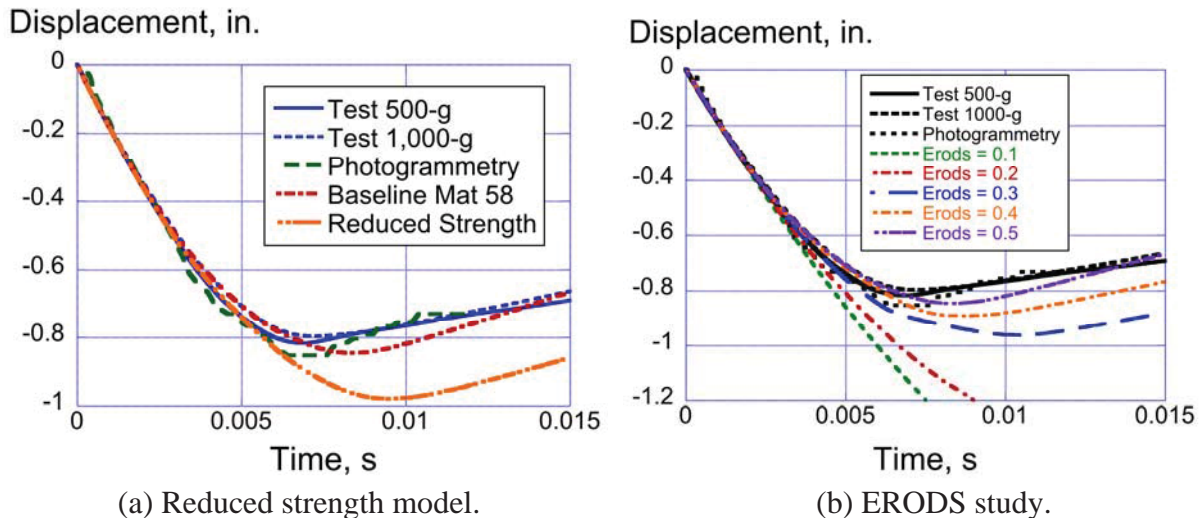 Displacement, in.
0
-0.2
-0.4
-0.6
-0.8
-1
0
0.005
0.01
0.015
Time, s
Test 500-g
Test 1,000-g
Photogrammetry
Baseline Mat 58
Reduced Strength
(a) Reduced strength model.
Displacement, in.
0
-0.2
-0.4
-0.6
-0.8
-1
-1.2
0
0.005
0.01
0.015
Time, s
Test 500-g
Test 1000-g
Photogrammetry
Erods = 0.1
Erods = 0.2
Erods = 0.3
Erods = 0.4
Erods = 0.5
(b) ERODS study.